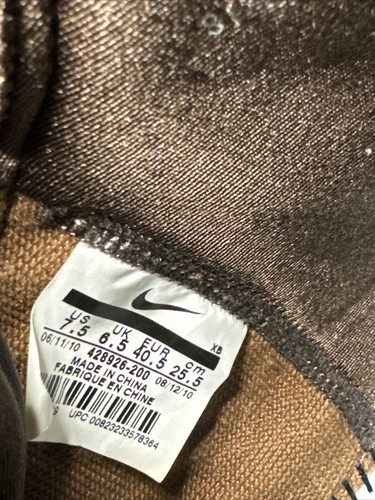 XB
US UK EUR cm
7.5 6.5 40.5 25.5
06/11/10 428926-200 08/12/10
MADE IN CHINA
FABRIQUE EN CHINE
UPC 00823233578364